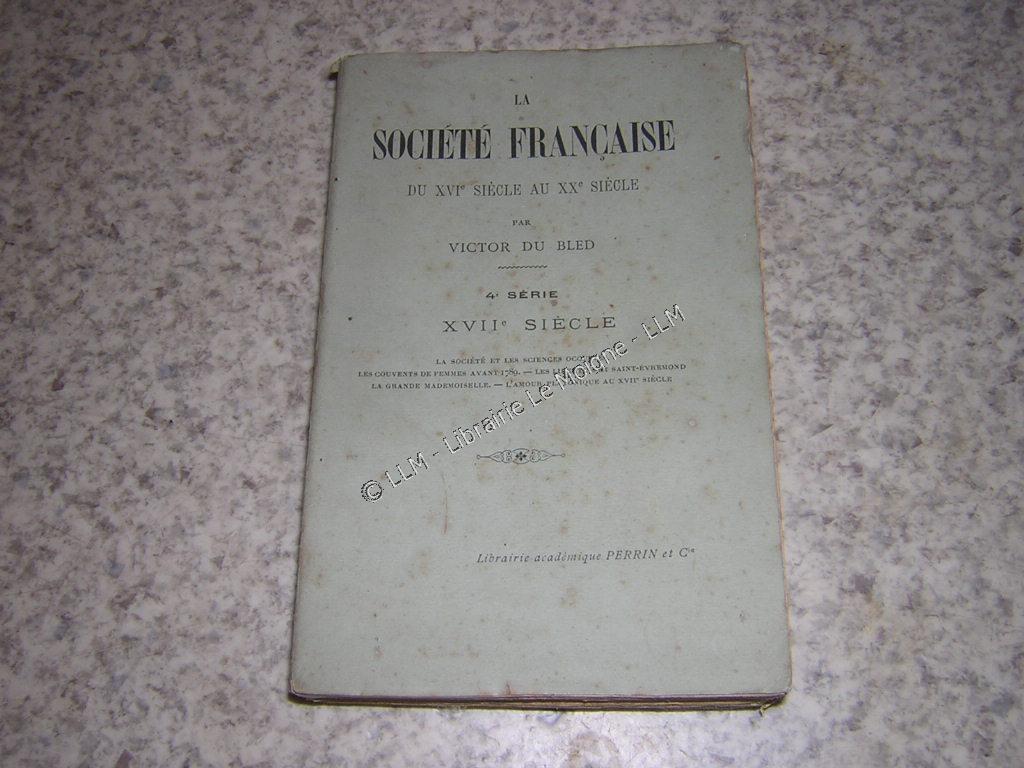 LA
SOCIÉTÉ FRANÇAISE
DU XVIe SIÈCLE AU XXe SIÈCLE
PAR
VICTOR DU BLED
4e SÉRIE
XVIIe SIÈCLE
LA SOCIÉTÉ ET LES SCIENCES
LES COUVENTS DE FEMMES AVANT 1789. — LES SAINT-ÉVREMOND
LA GRANDE MADEMOISELLE. — L'AMOUR PLATONIQUE AU XVIIe SIÈCLE
© LLM - Librairie Le Moigne - LLM
Librairie académique PERRIN et Cie